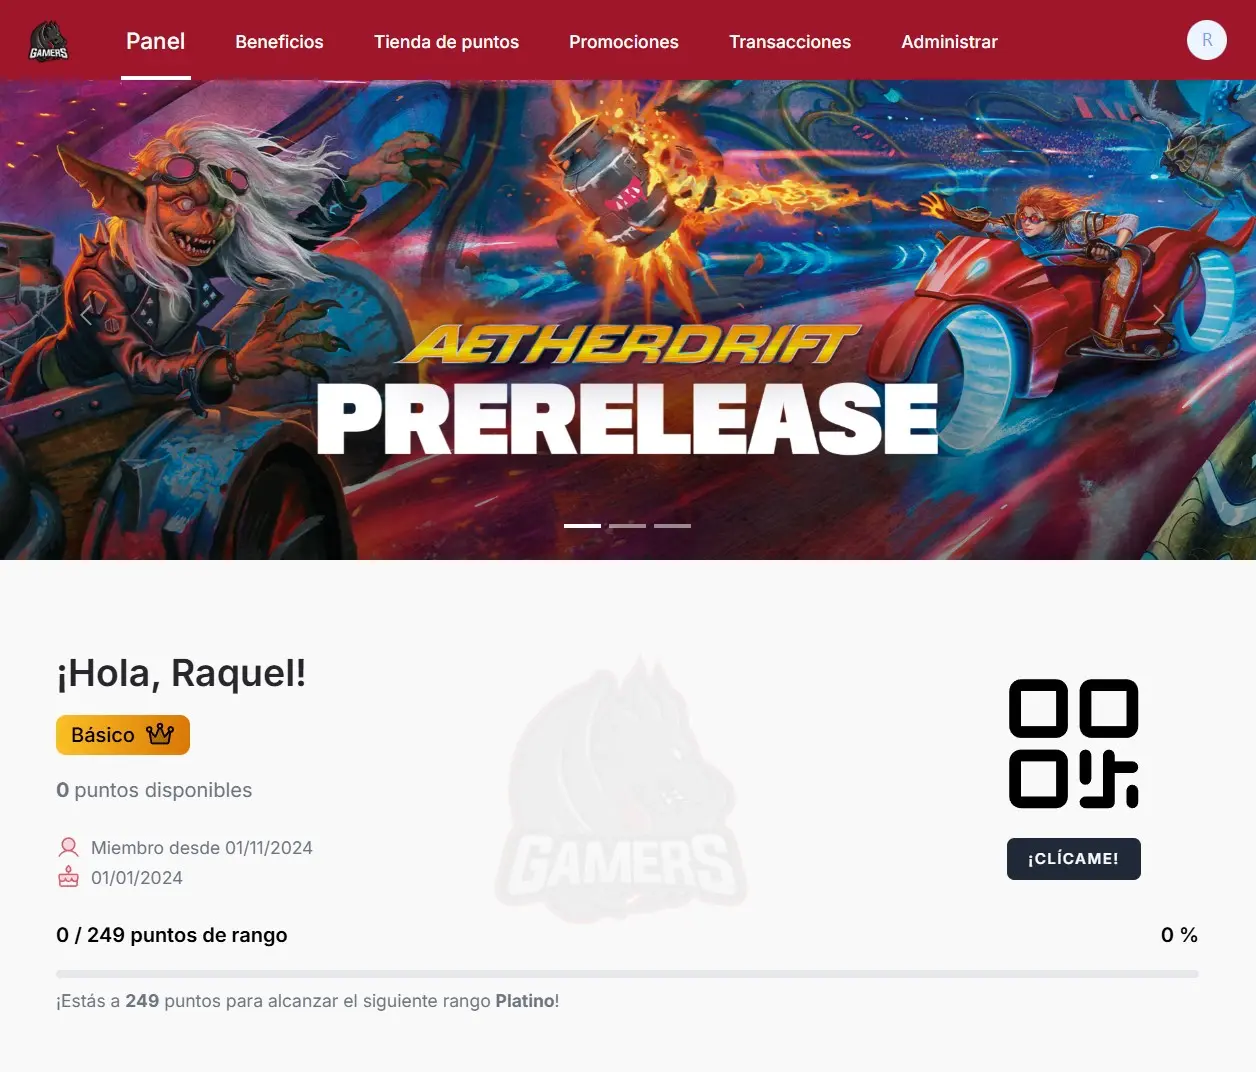 GAMERS
Panel
Beneficios
Tienda de puntos
Promociones
Transacciones
Administrar
R
AETHERDRIFT
PRERELEASE
¡Hola, Raquel!
Básico
0 puntos disponibles
Miembro desde 01/11/2024
01/01/2024
GAMERS
¡CLÍCAME!
0 / 249 puntos de rango
0 %
¡Estás a 249 puntos para alcanzar el siguiente rango Platino!